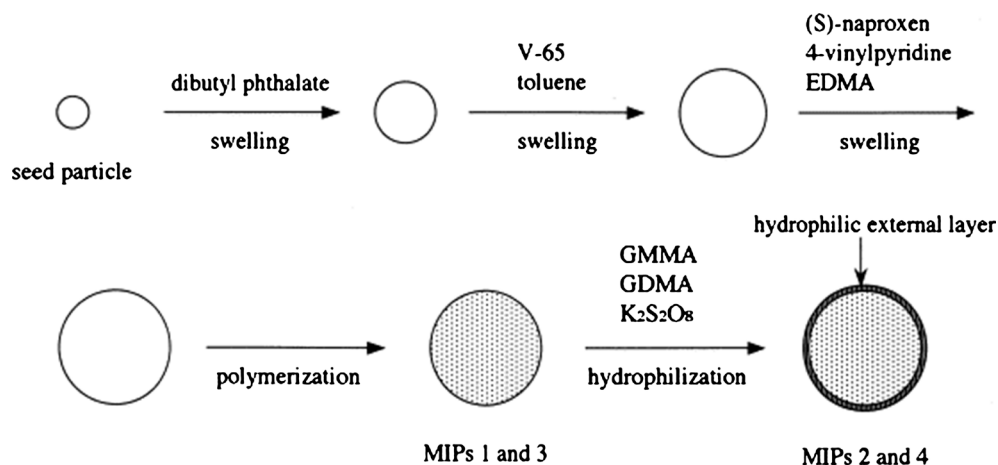 (S)-naproxen
V-65
4-vinylpyridine
dibutyl phthalate
toluene
EDMA
swelling
swelling
swelling
seed particle
hydrophilic external layer
GMMA
GDMA
K₂S₂O₈
polymerization
hydrophilization
MIPs 1 and 3
MIPs 2 and 4